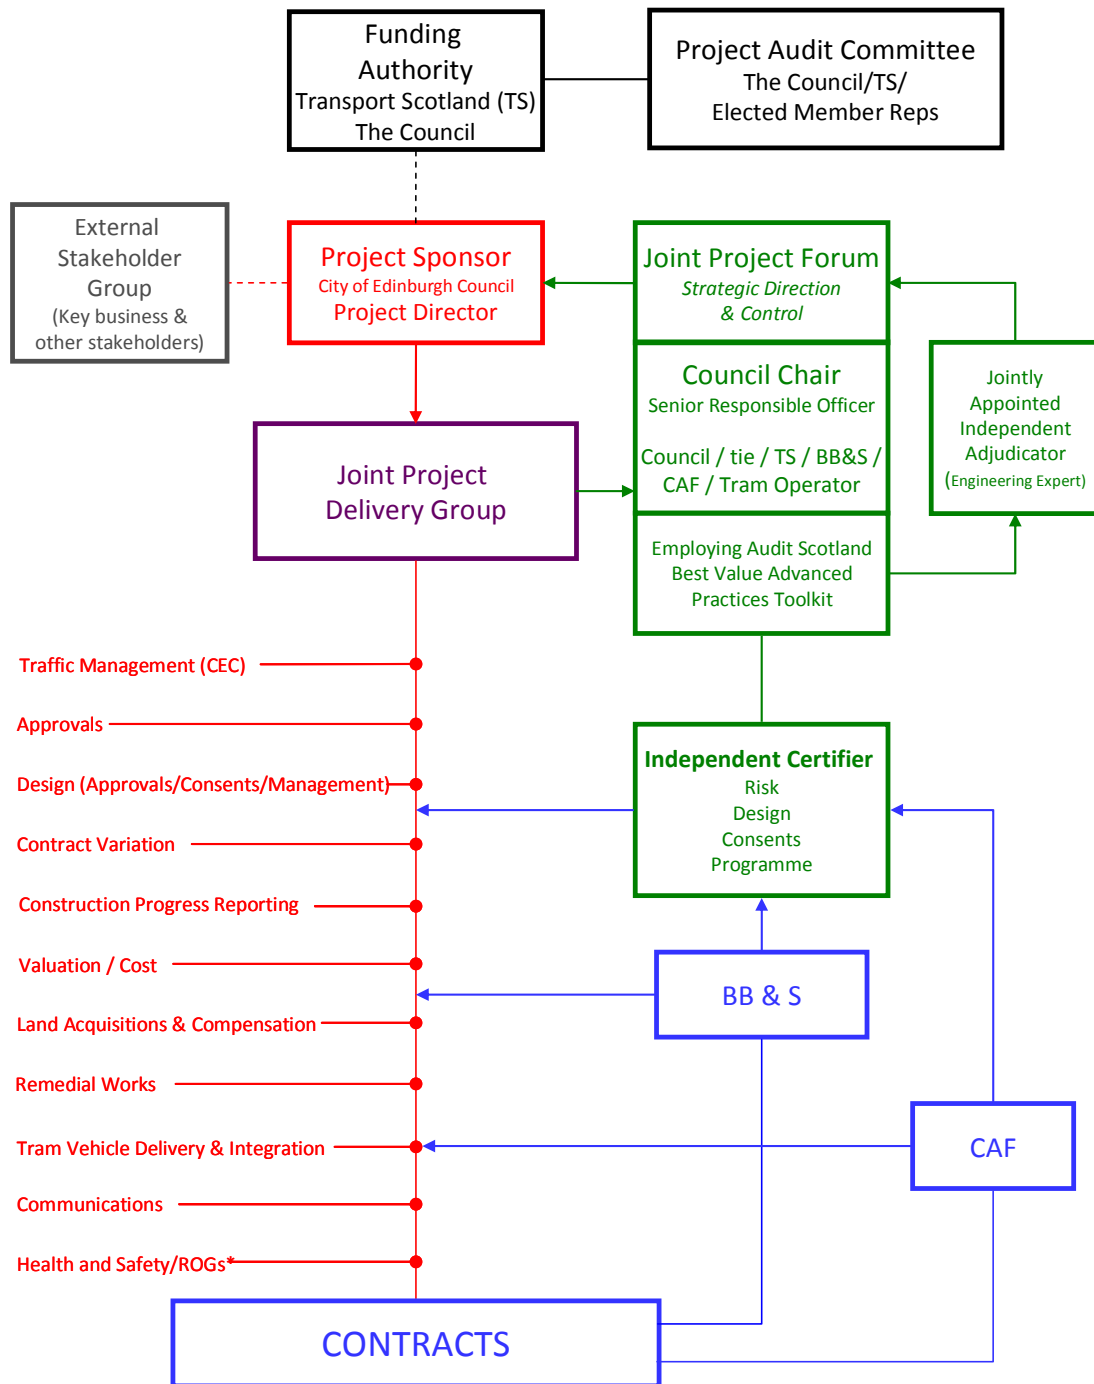 Funding
Authority
Transport Scotland (TS)
The Council
Project Audit Committee
The Council/TS/
Elected Member Reps
External
Stakeholder
Group
(Key business &
other stakeholders)
Project Sponsor
City of Edinburgh Council
Project Director
Joint Project Forum
Strategic Direction
& Control
Council Chair
Senior Responsible Officer
Council / tie / TS / BB&S /
CAF / Tram Operator
Employing Audit Scotland
Best Value Advanced
Practices Toolkit
Jointly
Appointed
Independent
Adjudicator
(Engineering Expert)
Joint Project
Delivery Group
Traffic Management (CEC)
Approvals
Design (Approvals/Consents/Management)
Contract Variation
Construction Progress Reporting
Valuation / Cost
Land Acquisitions & Compensation
Remedial Works
Tram Vehicle Delivery & Integration
Communications
Health and Safety/ROGs*
Independent Certifier
Risk
Design
Consents
Programme
BB & S
CAF
CONTRACTS